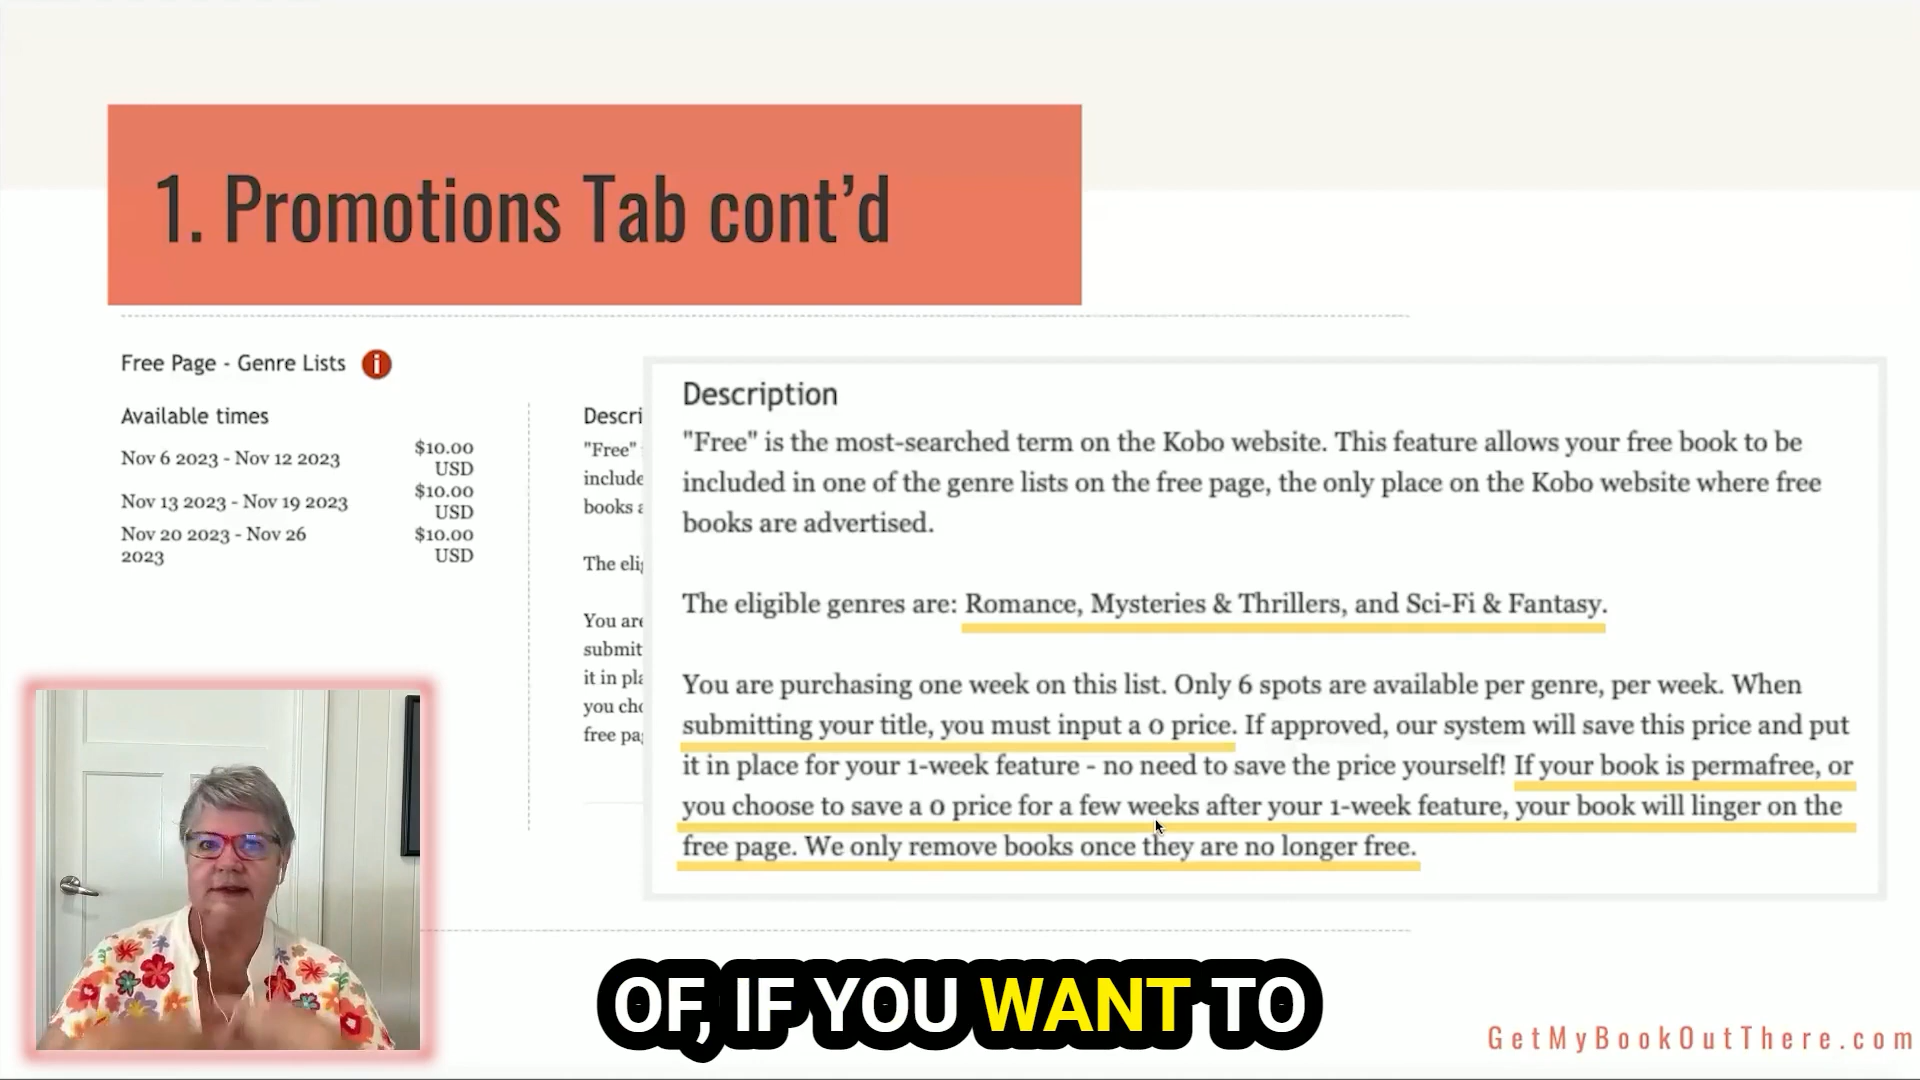 1. Promotions Tab cont’d
Free Page - Genre Lists
i
Available times
Nov 6 2023 - Nov 12 2023
$10.00
USD
Nov 13 2023 - Nov 19 2023
$10.00
USD
Nov 20 2023 - Nov 26
2023
$10.00
USD
Descri
"Free"
include
books a
The eli
You are
submit
it in pla
you cho
free pa
Description
"Free" is the most-searched term on the Kobo website. This feature allows your free book to be
included in one of the genre lists on the free page, the only place on the Kobo website where free
books are advertised.
The eligible genres are: Romance, Mysteries & Thrillers, and Sci-Fi & Fantasy.
You are purchasing one week on this list. Only 6 spots are available per genre, per week. When
submitting your title, you must input a 0 price. If approved, our system will save this price and put
it in place for your 1-week feature - no need to save the price yourself! If your book is permafree, or
you choose to save a 0 price for a few weeks after your 1-week feature, your book will linger on the
free page. We only remove books once they are no longer free.
OF, IF YOU WANT TO
GetMyBookOutThere.com